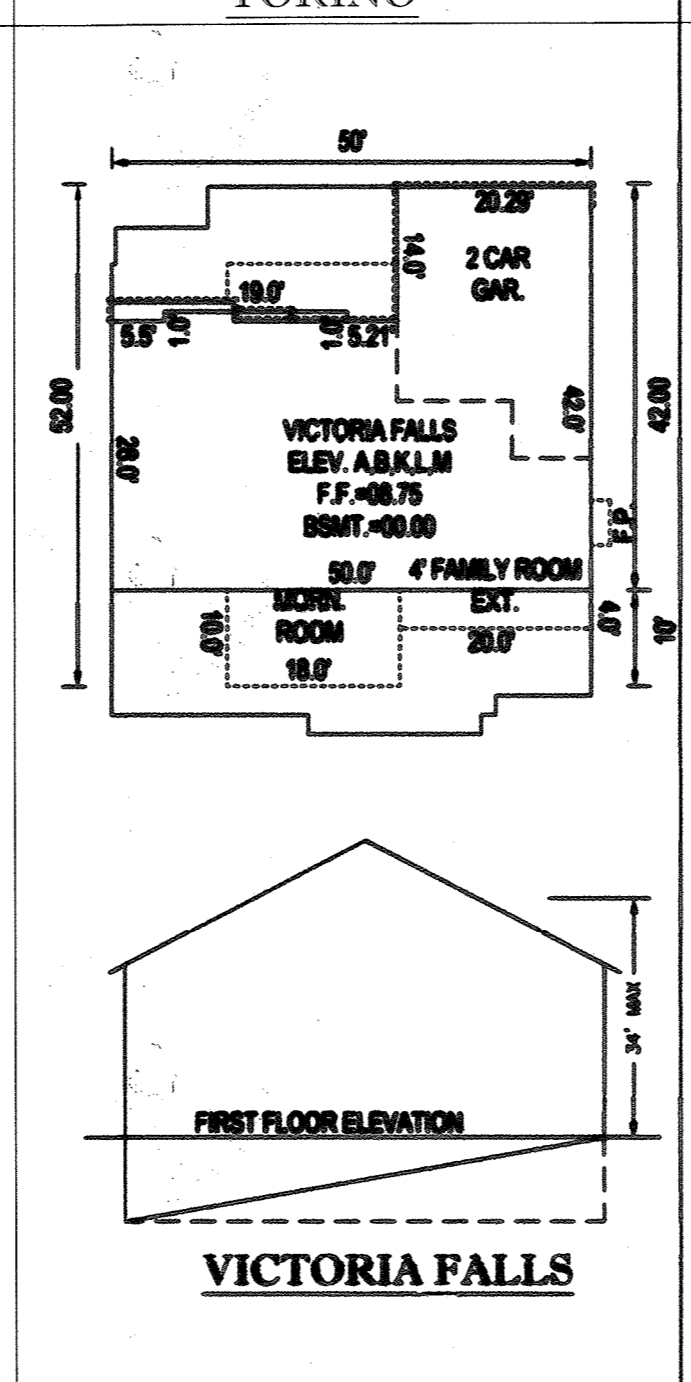 TORINO
50'
20.29'
14.0'
2 CAR
GAR.
19.0'
5.5'
1.0'
1.0'
5.21'
52.00
42.00
42.0'
28.0'
VICTORIA FALLS
ELEV. A,B,K,L,M
F.F.=08.75
BSMT.=00.00
F.P.
50.0'
4' FAMILY ROOM
EXT.
MORN.
ROOM
10.0'
18.0'
20.0'
4.0'
10'
34' MAX
FIRST FLOOR ELEVATION
VICTORIA FALLS